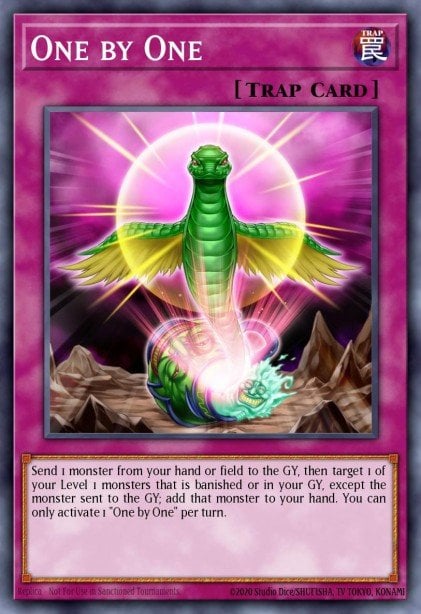 One by One
TRAP
罠
[Trap Card]
Send 1 monster from your hand or field to the GY, then target 1 of
your Level 1 monsters that is banished or in your GY, except the
monster sent to the GY; add that monster to your hand. You can
only activate 1 "One by One" per turn.
Replica - Not For Use in Sanctioned Tournaments
©2020 Studio Dice/SHUEISHA, TV TOKYO, KONAMI